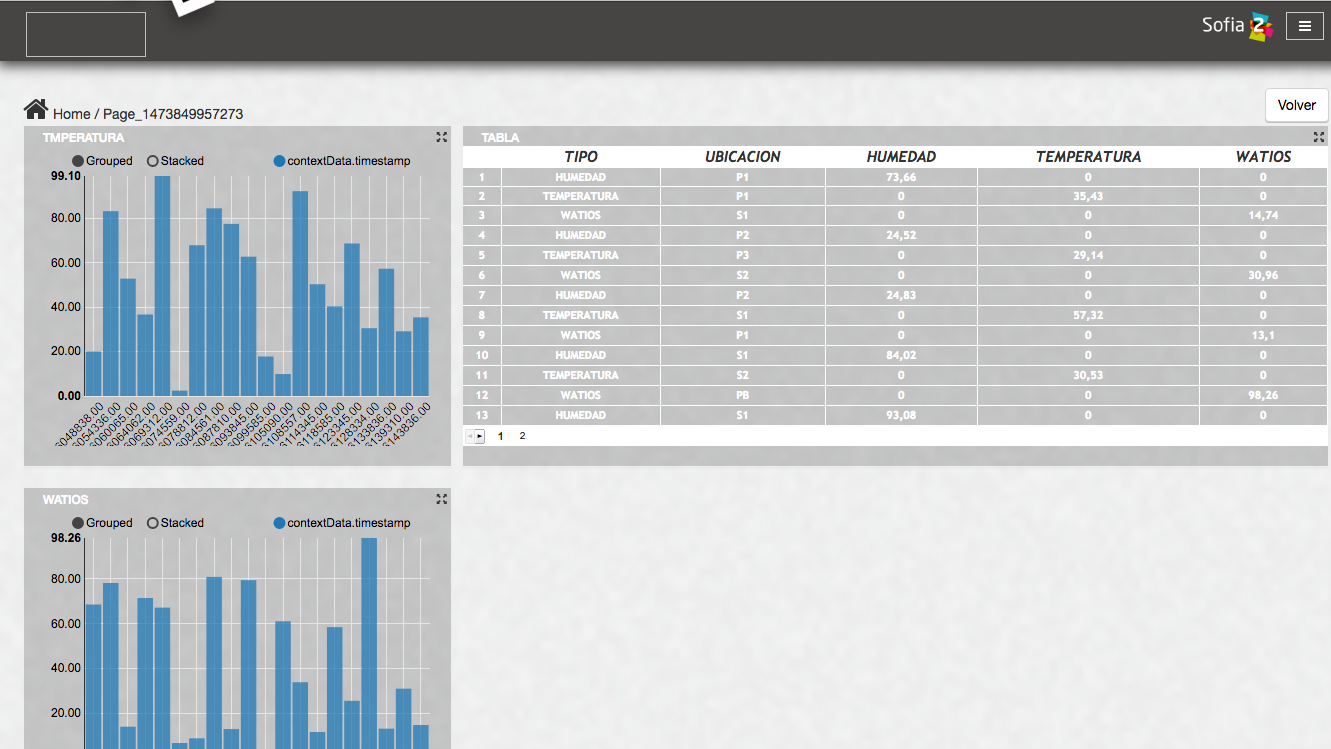 Sofia 2
Home / Page_1473849957273
Volver
TMPERATURA
Grouped Stacked contextData.timestamp
99.10
80.00
60.00
40.00
20.00
0.00
TABLA
TIPO UBICACION HUMEDAD TEMPERATURA WATIOS
1 HUMEDAD P1 73,66 0 0
2 TEMPERATURA P1 0 35,43 0
3 WATIOS S1 0 0 14,74
4 HUMEDAD P2 24,52 0 0
5 TEMPERATURA P3 0 29,14 0
6 WATIOS S2 0 0 30,96
7 HUMEDAD P2 24,83 0 0
8 TEMPERATURA S1 0 57,32 0
9 WATIOS P1 0 0 13,1
10 HUMEDAD S1 84,02 0 0
11 TEMPERATURA S2 0 30,53 0
12 WATIOS PB 0 0 98,26
13 HUMEDAD S1 93,08 0 0
1 2
WATIOS
Grouped Stacked contextData.timestamp
98.26
80.00
60.00
40.00
20.00